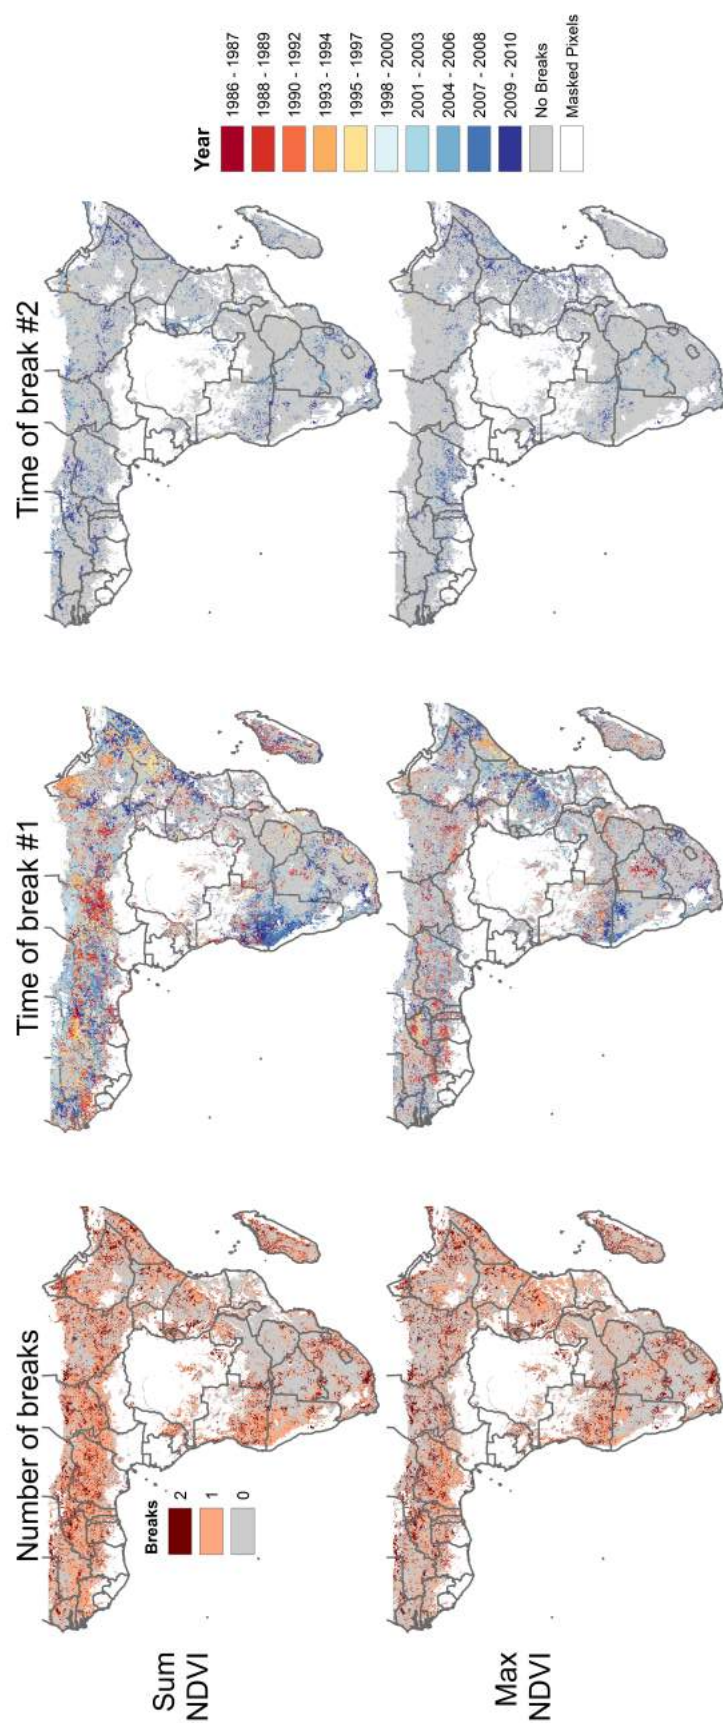 Number of breaks
Time of break #1
Time of break #2
Sum
NDVI
Max
NDVI
Breaks
2
1
0
Year
1986 - 1987
1988 - 1989
1990 - 1992
1993 - 1994
1995 - 1997
1998 - 2000
2001 - 2003
2004 - 2006
2007 - 2008
2009 - 2010
No Breaks
Masked Pixels